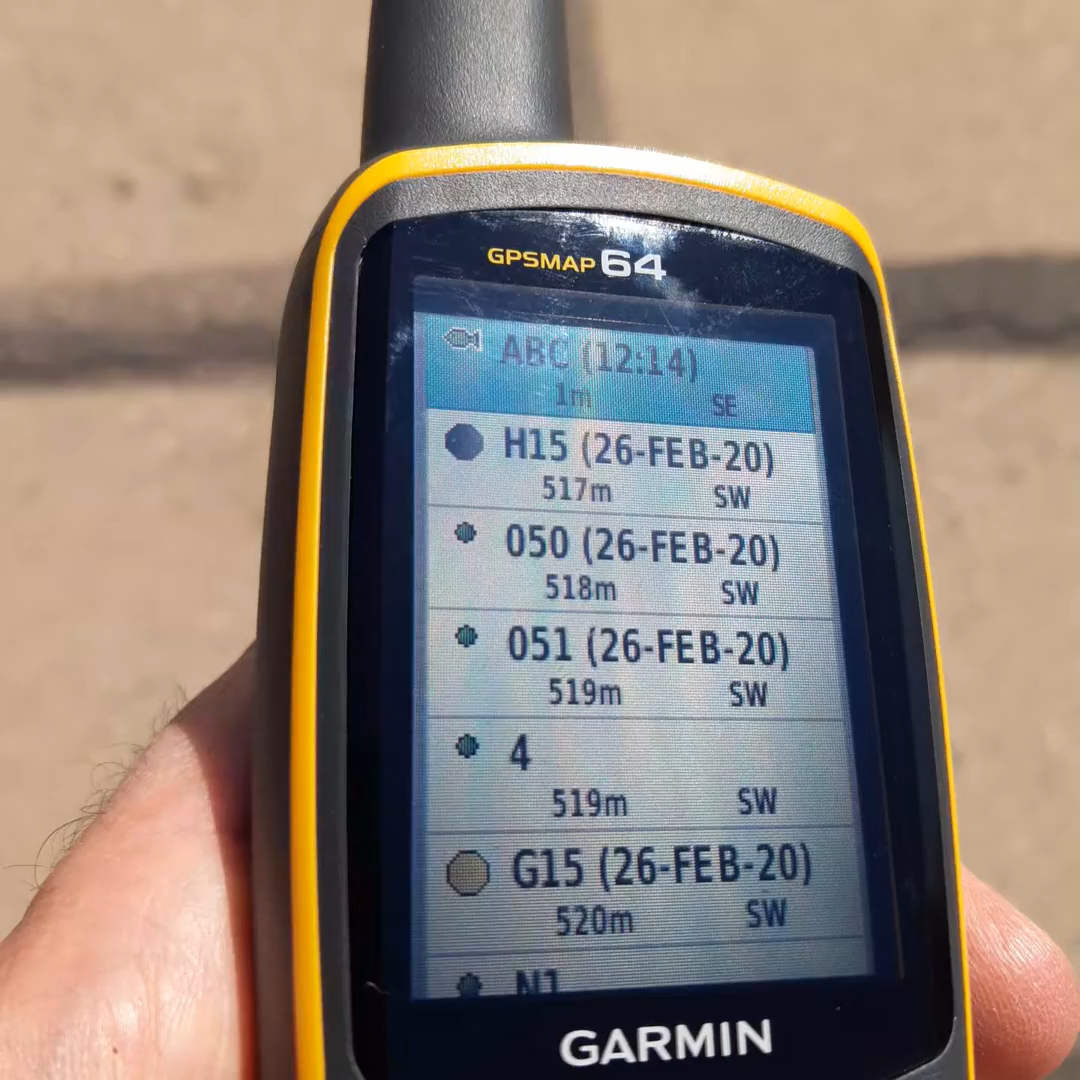 GPSMAP 64
ABC (12:14)
1m SE
H15 (26-FEB-20)
517m SW
050 (26-FEB-20)
518m SW
051 (26-FEB-20)
519m SW
4
519m SW
G15 (26-FEB-20)
520m SW
N1
GARMIN